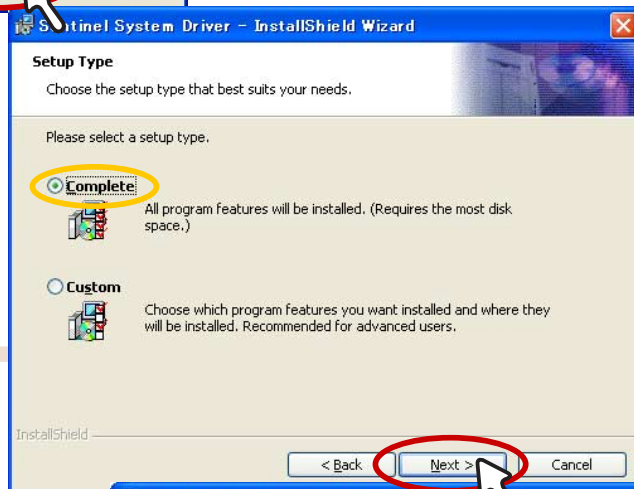 Sentinel System Driver - InstallShield Wizard
Setup Type
Choose the setup type that best suits your needs.
Please select a setup type.
Complete
All program features will be installed. (Requires the most disk
space.)
Custom
Choose which program features you want installed and where they
will be installed. Recommended for advanced users.
InstallShield
< Back
Next >
Cancel